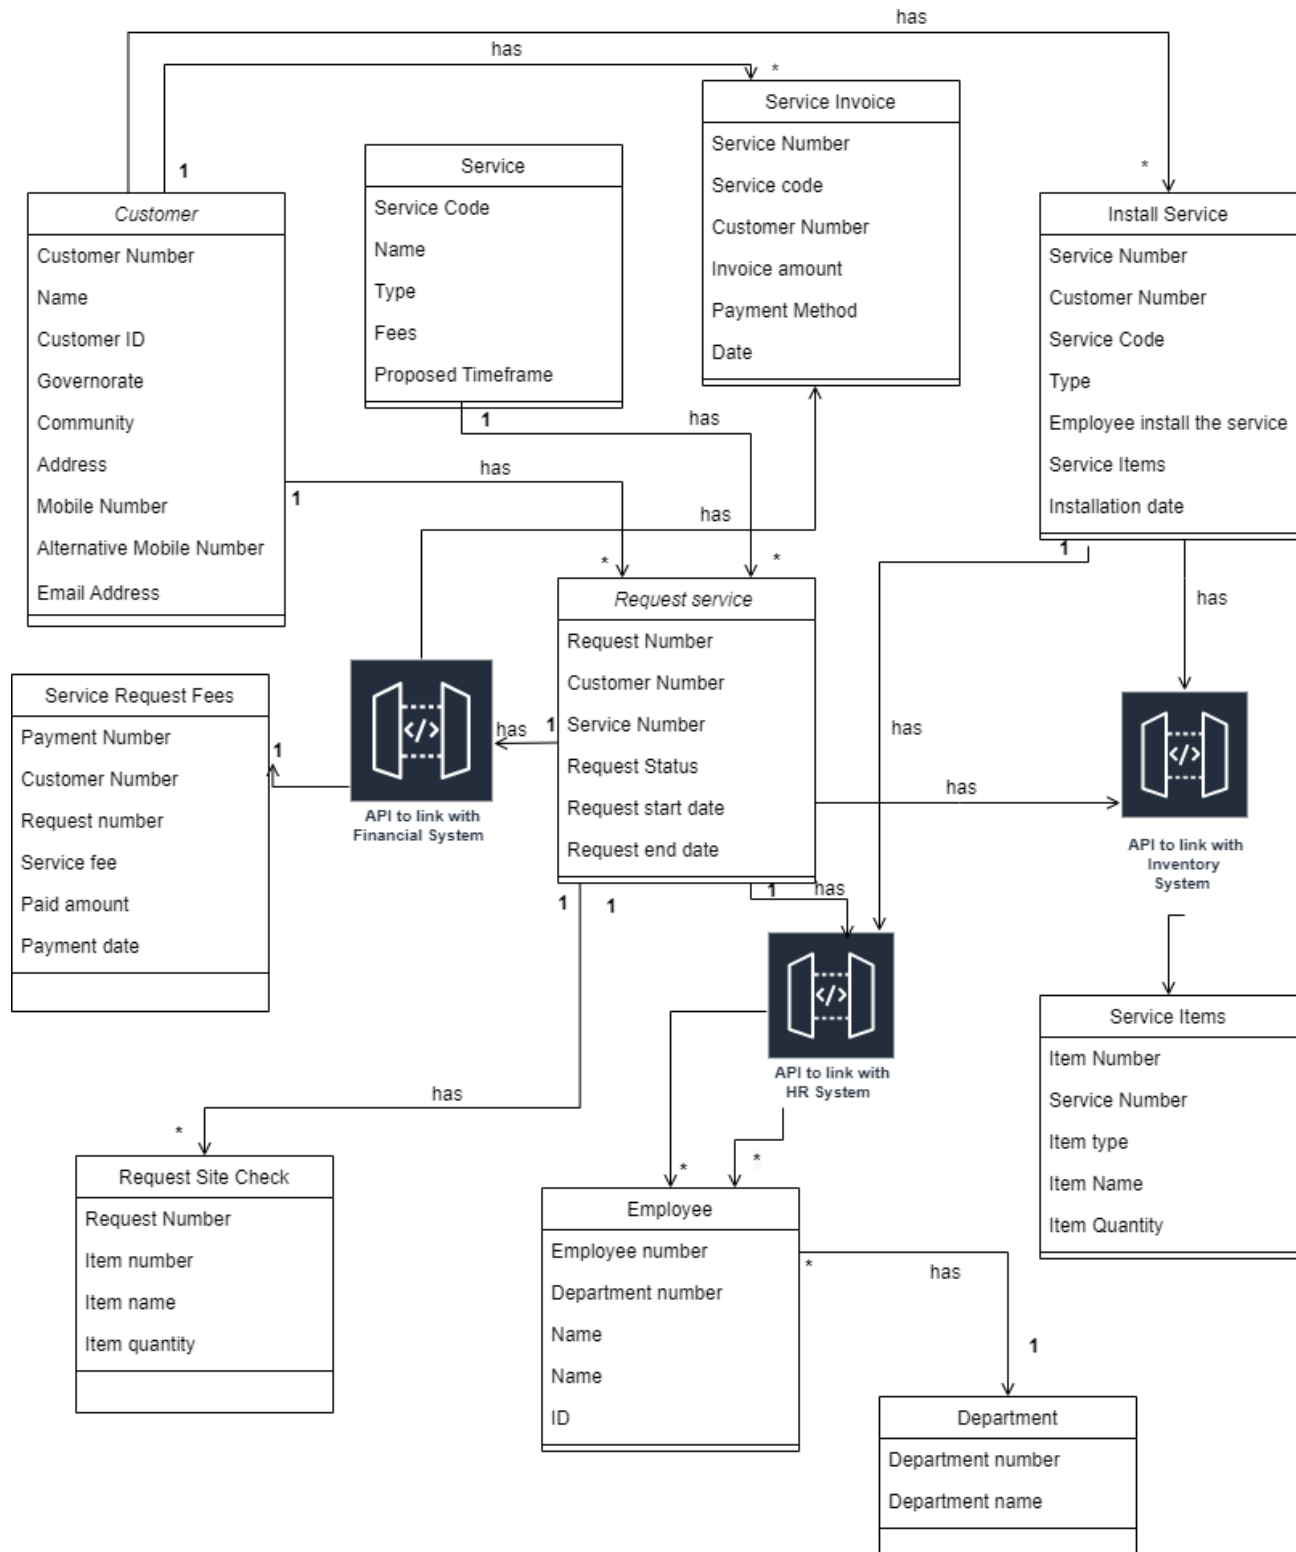 has
has
*
Service Invoice
Service Number
Service code
Customer Number
Invoice amount
Payment Method
Date
Service
Service Code
Name
Type
Fees
Proposed Timeframe
1
has
1
Customer
Customer Number
Name
Customer ID
Governorate
Community
Address
Mobile Number
Alternative Mobile Number
Email Address
has
1
*
Install Service
Service Number
Customer Number
Service Code
Type
Employee install the service
Service Items
Installation date
1
has
has
*
*
Request service
Request Number
Customer Number
Service Number
Request Status
Request start date
Request end date
Service Request Fees
Payment Number
Customer Number
Request number
Service fee
Paid amount
Payment date
1
</>
API to link with
Financial System
has
1
has
has
</>
API to link with
Inventory
System
1
1
1
has
</>
API to link with
HR System
Service Items
Item Number
Service Number
Item type
Item Name
Item Quantity
has
*
Request Site Check
Request Number
Item number
Item name
Item quantity
*
*
Employee
Employee number
Department number
Name
Name
ID
*
has
1
Department
Department number
Department name